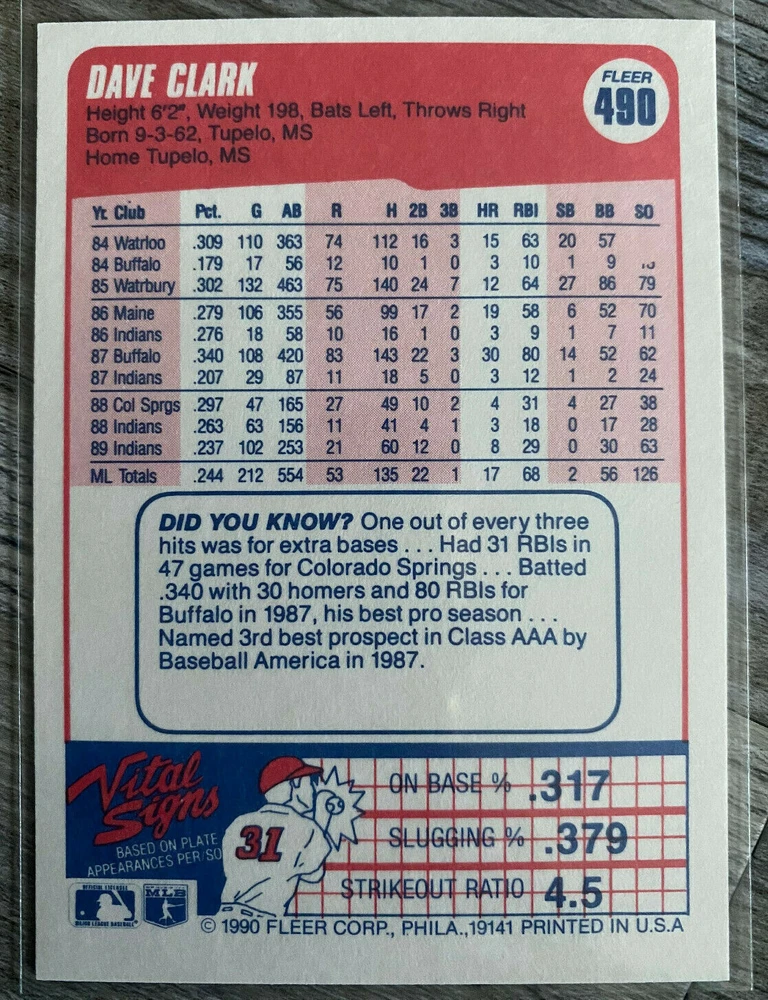 DAVE CLARK
FLEER
490
Height 6'2", Weight 198, Bats Left, Throws Right
Born 9-3-62, Tupelo, MS
Home Tupelo, MS
Yr. Club Pct. G AB R H 2B 3B HR RBI SB BB SO
84 Watrloo .309 110 363 74 112 16 3 15 63 20 57
84 Buffalo .179 17 56 12 10 1 0 3 10 1 9
85 Watrbury .302 132 463 75 140 24 7 12 64 27 86 79
86 Maine .279 106 355 56 99 17 2 19 58 6 52 70
86 Indians .276 18 58 10 16 1 0 3 9 1 7 11
87 Buffalo .340 108 420 83 143 22 3 30 80 14 52 62
87 Indians .207 29 87 11 18 5 0 3 12 1 2 24
88 Col Sprgs .297 47 165 27 49 10 2 4 31 4 27 38
88 Indians .263 63 156 11 41 4 1 3 18 0 17 28
89 Indians .237 102 253 21 60 12 0 8 29 0 30 63
ML Totals .244 212 554 53 135 22 1 17 68 2 56 126
DID YOU KNOW? One out of every three
hits was for extra bases . . . Had 31 RBIs in
47 games for Colorado Springs . . . Batted
.340 with 30 homers and 80 RBIs for
Buffalo in 1987, his best pro season . . .
Named 3rd best prospect in Class AAA by
Baseball America in 1987.
Vital
Signs
BASED ON PLATE
APPEARANCES PER/SO
31
ON BASE % .317
SLUGGING % .379
STRIKEOUT RATIO 4.5
MLB
© 1990 FLEER CORP., PHILA.,19141 PRINTED IN U.S.A